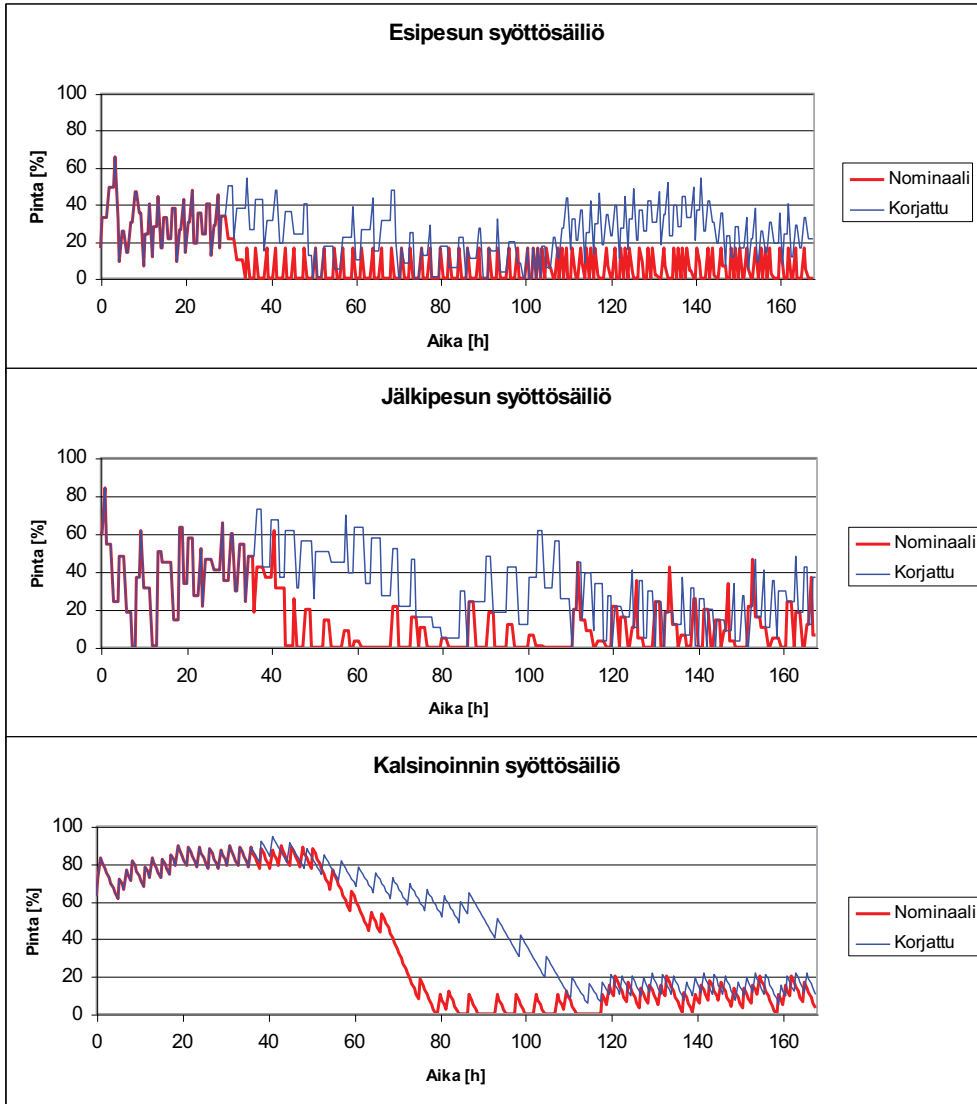 Esipesun syöttösäiliö
Pinta [%]
100
80
60
40
20
0
0 20 40 60 80 100 120 140 160
Aika [h]
Nominaali
Korjattu
Jälkipesun syöttösäiliö
Pinta [%]
100
80
60
40
20
0
0 20 40 60 80 100 120 140 160
Aika [h]
Nominaali
Korjattu
Kalsinoinnin syöttösäiliö
Pinta [%]
100
80
60
40
20
0
0 20 40 60 80 100 120 140 160
Aika [h]
Nominaali
Korjattu